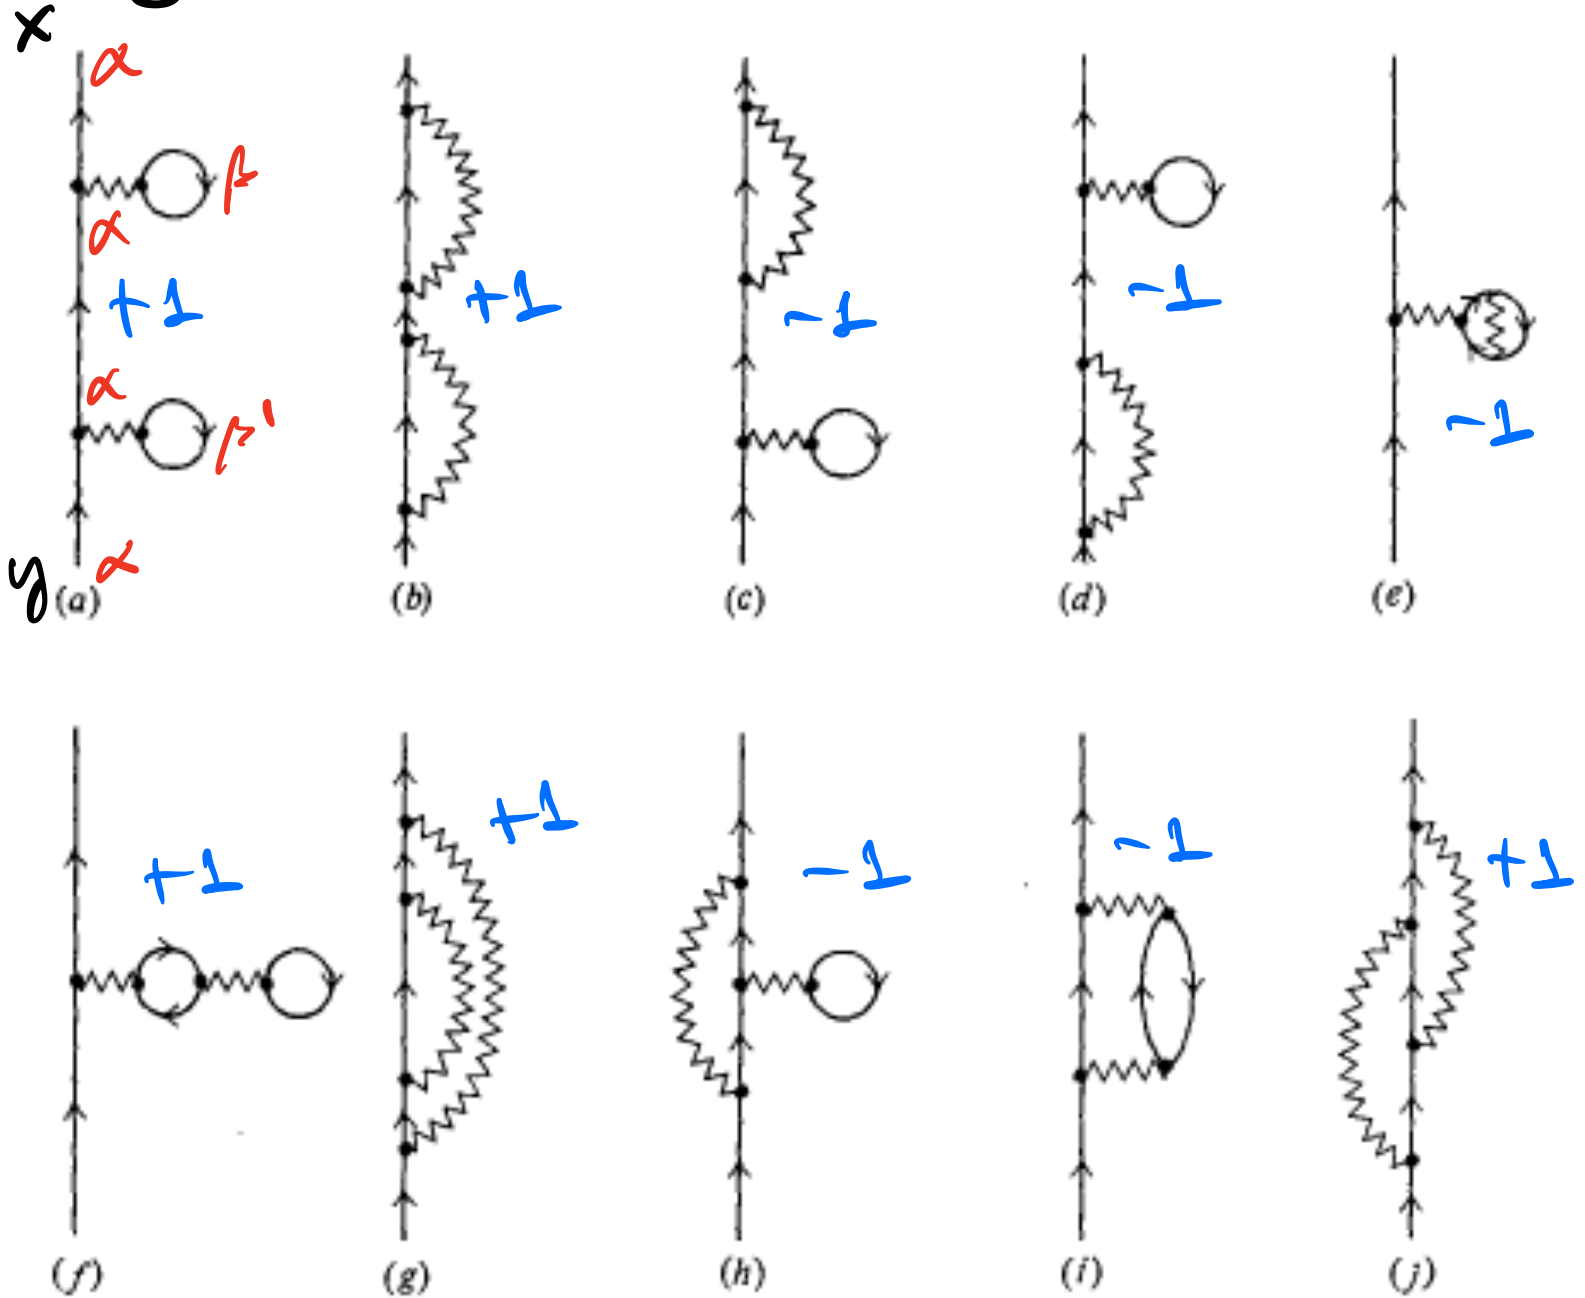 x α
β
α
+1 +1 -1 -1
α
β'
-1
y α
(a) (b) (c) (d) (e)
+1 +1 -1 -1 +1
(f) (g) (h) (i) (j)